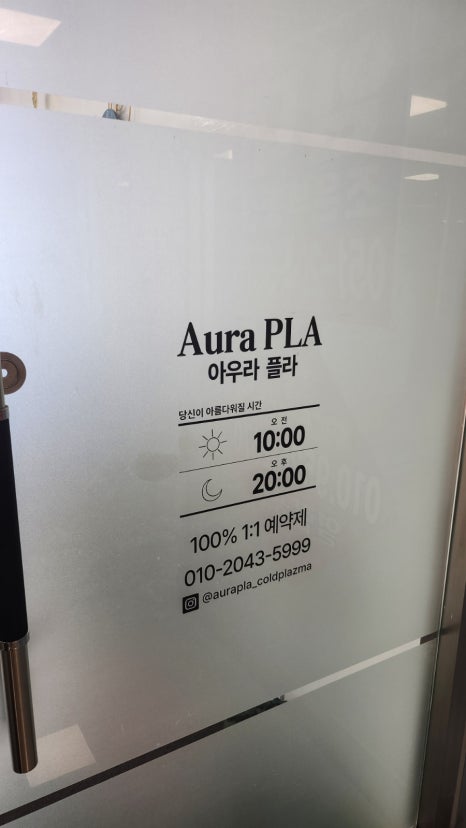 Aura PLA
아우라 플라
당신이 아름다워질 시간
오전
10:00
오후
20:00
100% 1:1 예약제
010-2043-5999
@aurapla_coldplazma